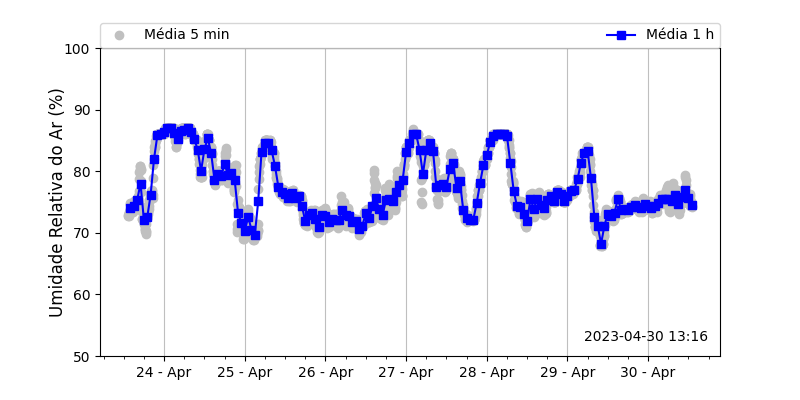 Média 5 min
Média 1 h
Umidade Relativa do Ar (%)
100
90
80
70
60
50
2023-04-30 13:16
24 - Apr
25 - Apr
26 - Apr
27 - Apr
28 - Apr
29 - Apr
30 - Apr